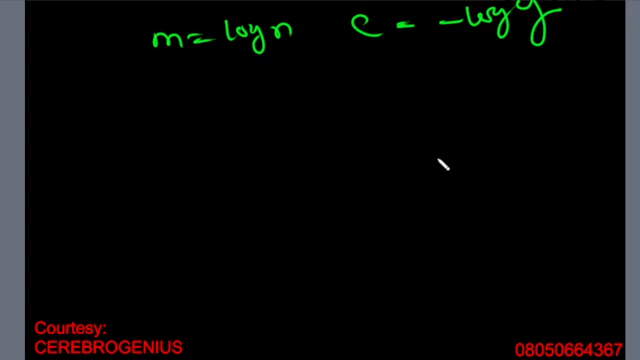 m = log n c = - log y
Courtesy:
CEREBROGENIUS
08050664367